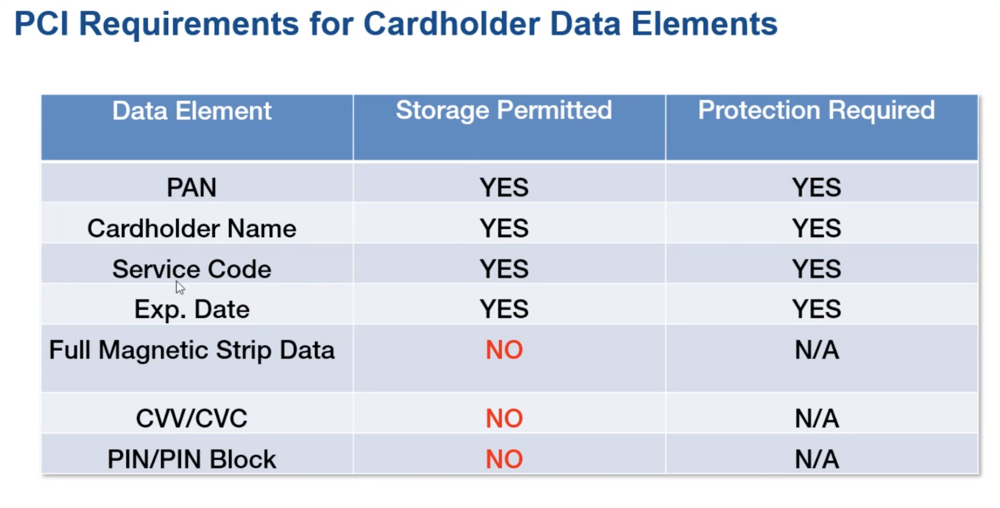 PCI Requirements for Cardholder Data Elements
Data Element Storage Permitted Protection Required
PAN YES YES
Cardholder Name YES YES
Service Code YES YES
Exp. Date YES YES
Full Magnetic Strip Data NO N/A
CVV/CVC NO N/A
PIN/PIN Block NO N/A